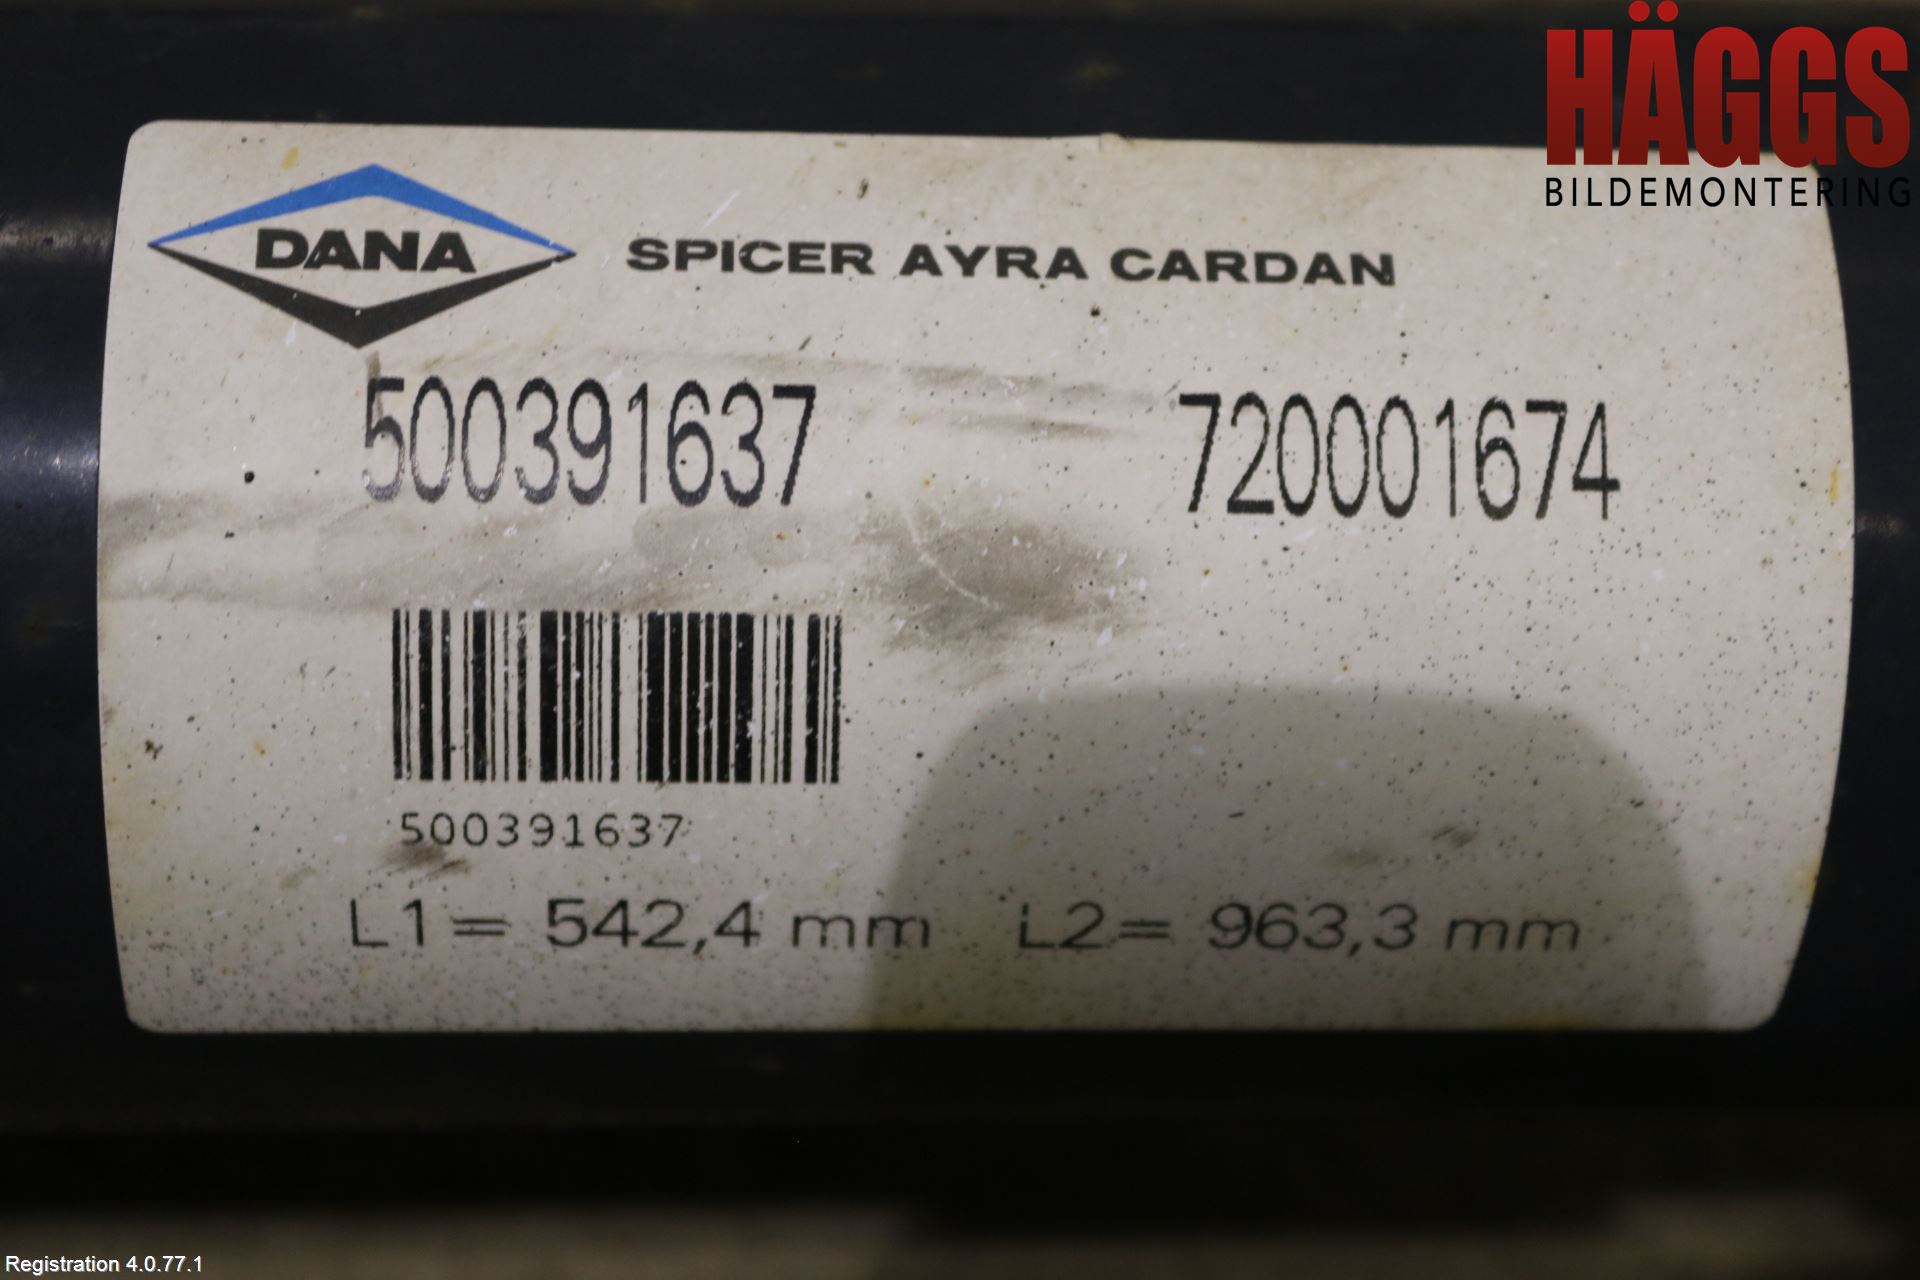 HÄGGS
BILDEMONTERING
DANA
SPICER AYRA CARDAN
500391637 720001674
500391637
L1= 542,4 mm L2= 963,3 mm
Registration 4.0.77.1